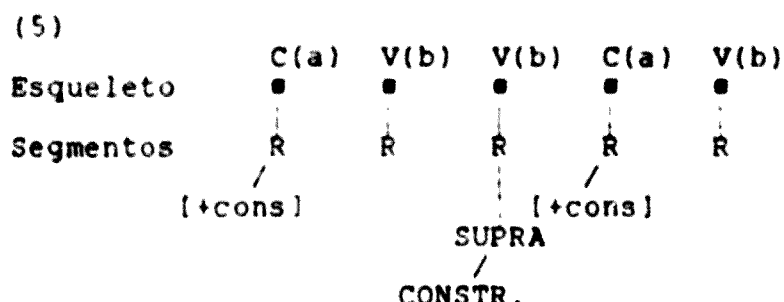 (5)
C(a) V(b) V(b) C(a) V(b)
Esqueleto
Segmentos R R R R R
[+cons] [+cons]
SUPRA
CONSTR.